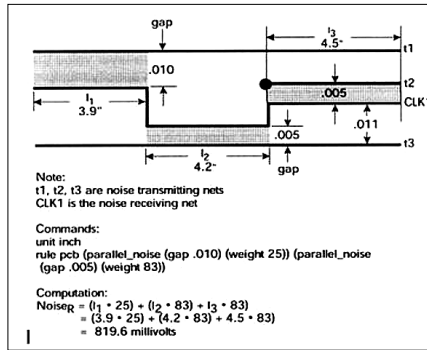 gap
l3
4.5"
t1
.010
t2
.005
CLK1
l1
3.9"
.011
.005
t3
l2
4.2"
gap
Note:
t1, t2, t3 are noise transmitting nets
CLK1 is the noise receiving net
Commands:
unit inch
rule pcb (parallel_noise (gap .010) (weight 25)) (parallel_noise
(gap .005) (weight 83))
Computation:
NoiseR = (l1 • 25) + (l2 • 83) + l3 • 83)
= (3.9 • 25) + (4.2 • 83) + 4.5 • 83)
= 819.6 millivolts